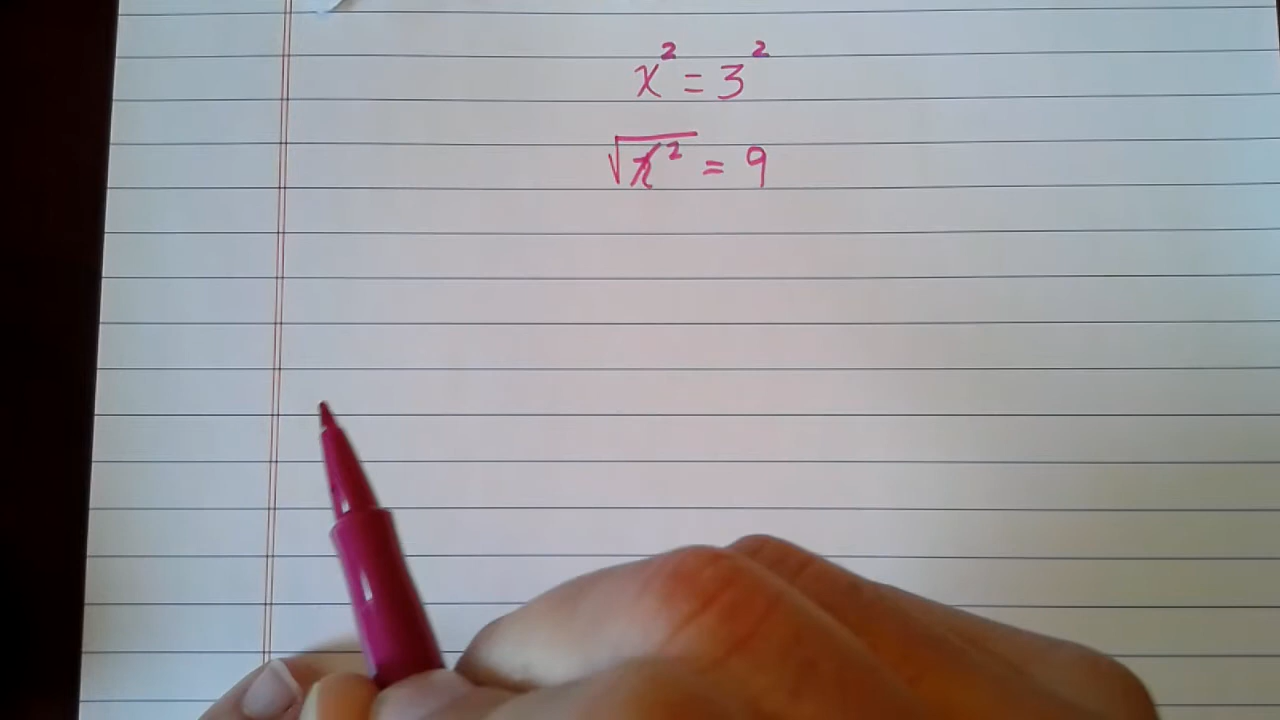 x² = 3²
√x² = 9